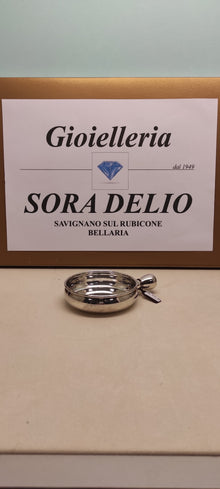 Gioielleria
dal 1949
SORA DELIO
SAVIGNANO SUL RUBICONE
BELLARIA